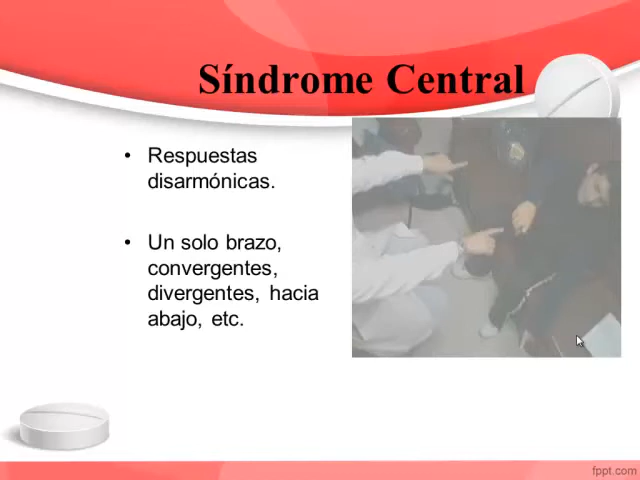 Síndrome Central
• Respuestas
disarmónicas.
• Un solo brazo,
convergentes,
divergentes, hacia
abajo, etc.
fppt.com